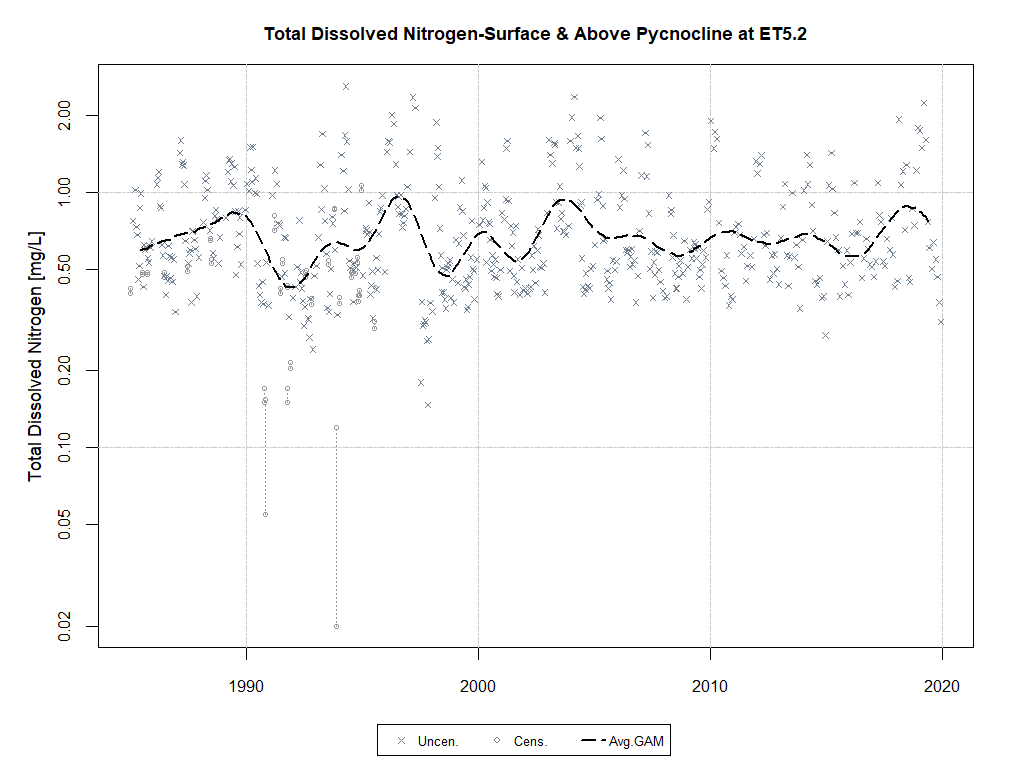 Total Dissolved Nitrogen-Surface & Above Pycnocline at ET5.2
Total Dissolved Nitrogen [mg/L]
2.00
1.00
0.50
0.20
0.10
0.05
0.02
1990 2000 2010 2020
Uncen. Cens. Avg.GAM